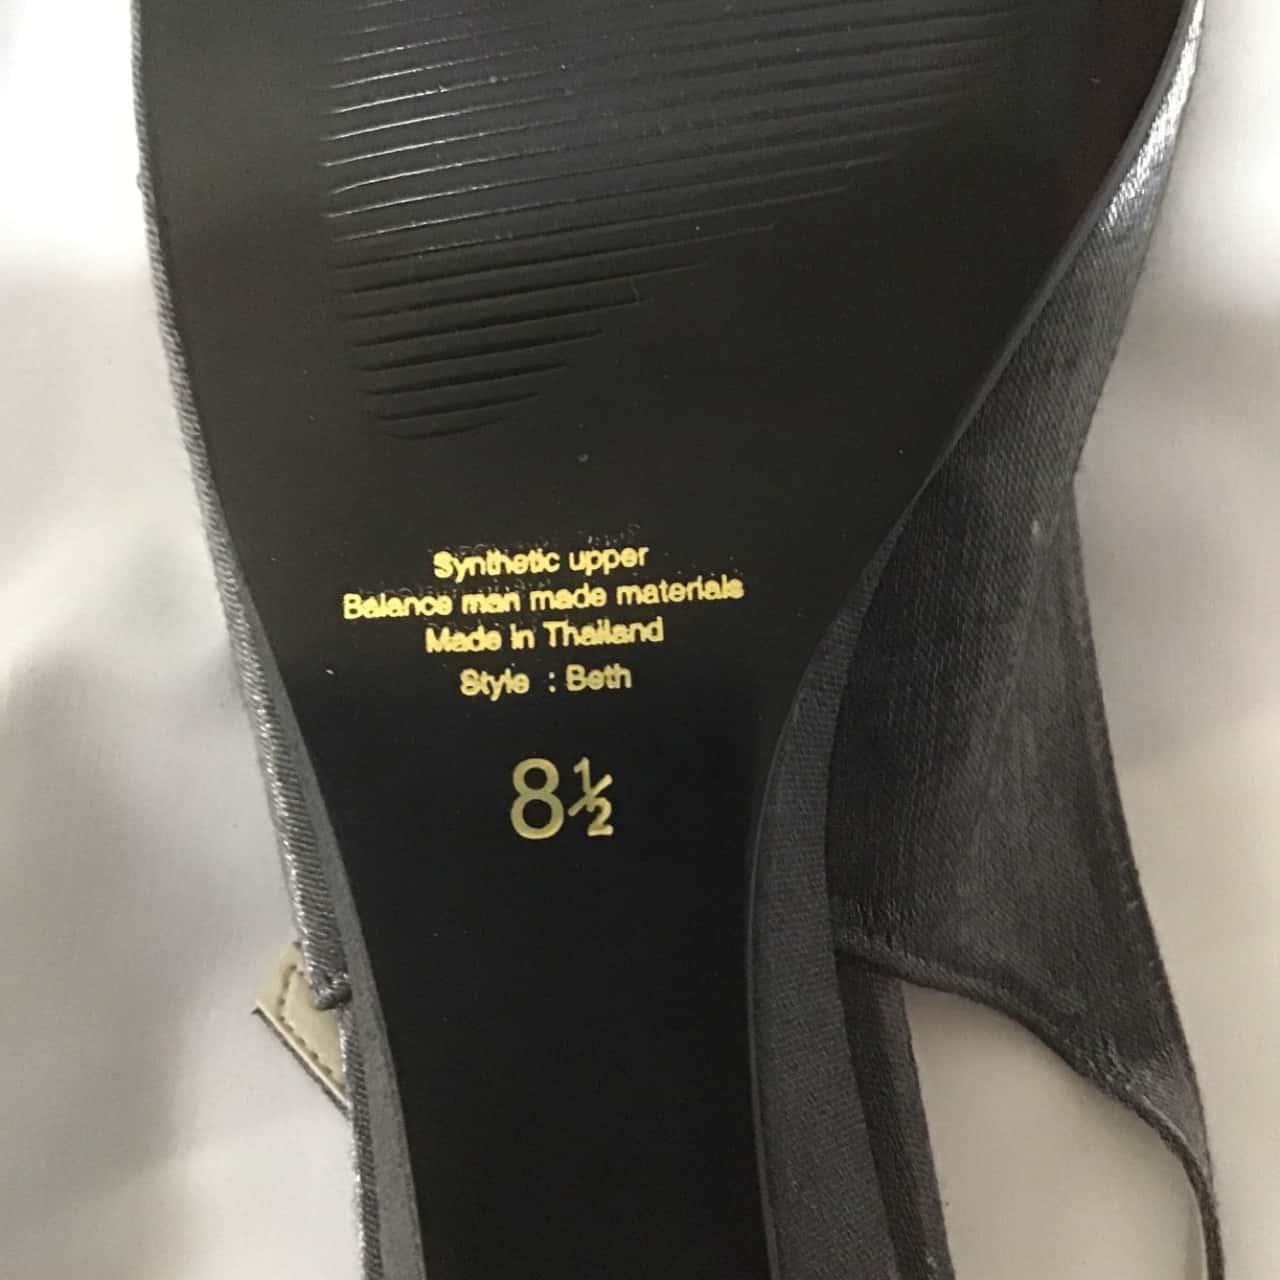 Synthetic upper
Balance man made materials
Made in Thailand
Style : Beth
8½